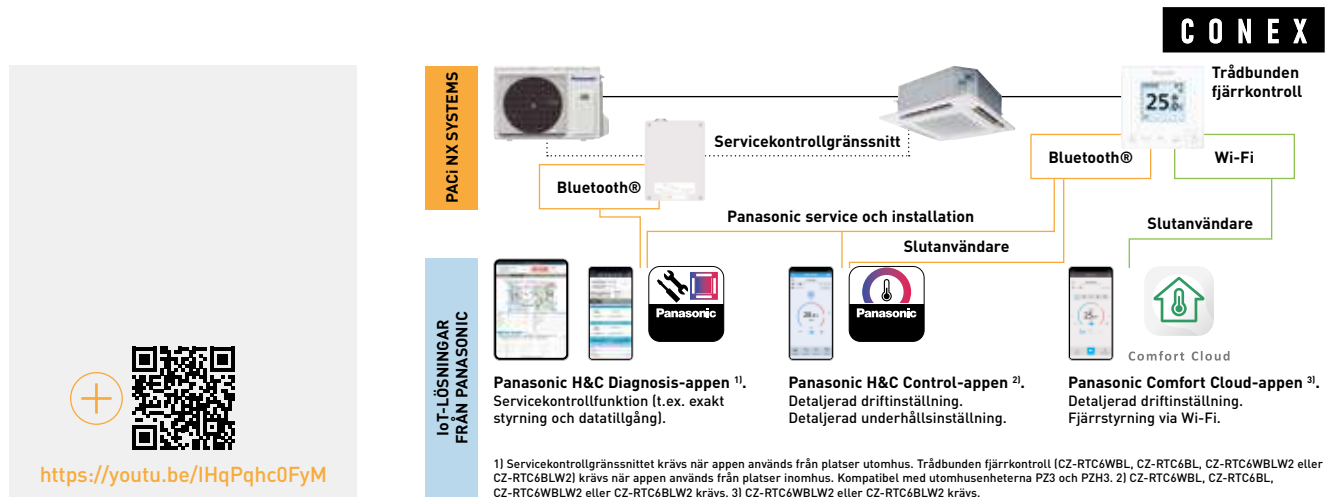 CONEX
PACi NX SYSTEMS
Trådbunden
fjärrkontroll
Servicekontrollgränssnitt
Bluetooth®
Bluetooth®
Wi-Fi
Panasonic service och installation
Slutanvändare
Slutanvändare
IoT-LÖSNINGAR
FRÅN PANASONIC
Panasonic
Panasonic
Comfort Cloud
Panasonic H&C Diagnosis-appen 1).
Servicekontrollfunktion (t.ex. exakt
styrning och datatillgång).
Panasonic H&C Control-appen 2).
Detaljerad driftinställning.
Detaljerad underhållsinställning.
Panasonic Comfort Cloud-appen 3).
Detaljerad driftinställning.
Fjärrstyrning via Wi-Fi.
https://youtu.be/IHqPqhc0FyM
1) Servicekontrollgränssnittet krävs när appen används från platser utomhus. Trådbunden fjärrkontroll (CZ-RTC6WBL, CZ-RTC6BL, CZ-RTC6WBLW2 eller
CZ-RTC6BLW2) krävs när appen används från platser inomhus. Kompatibel med utomhusenheterna PZ3 och PZH3. 2) CZ-RTC6WBL, CZ-RTC6BL,
CZ-RTC6WBLW2 eller CZ-RTC6BLW2 krävs. 3) CZ-RTC6WBLW2 eller CZ-RTC6BLW2 krävs.